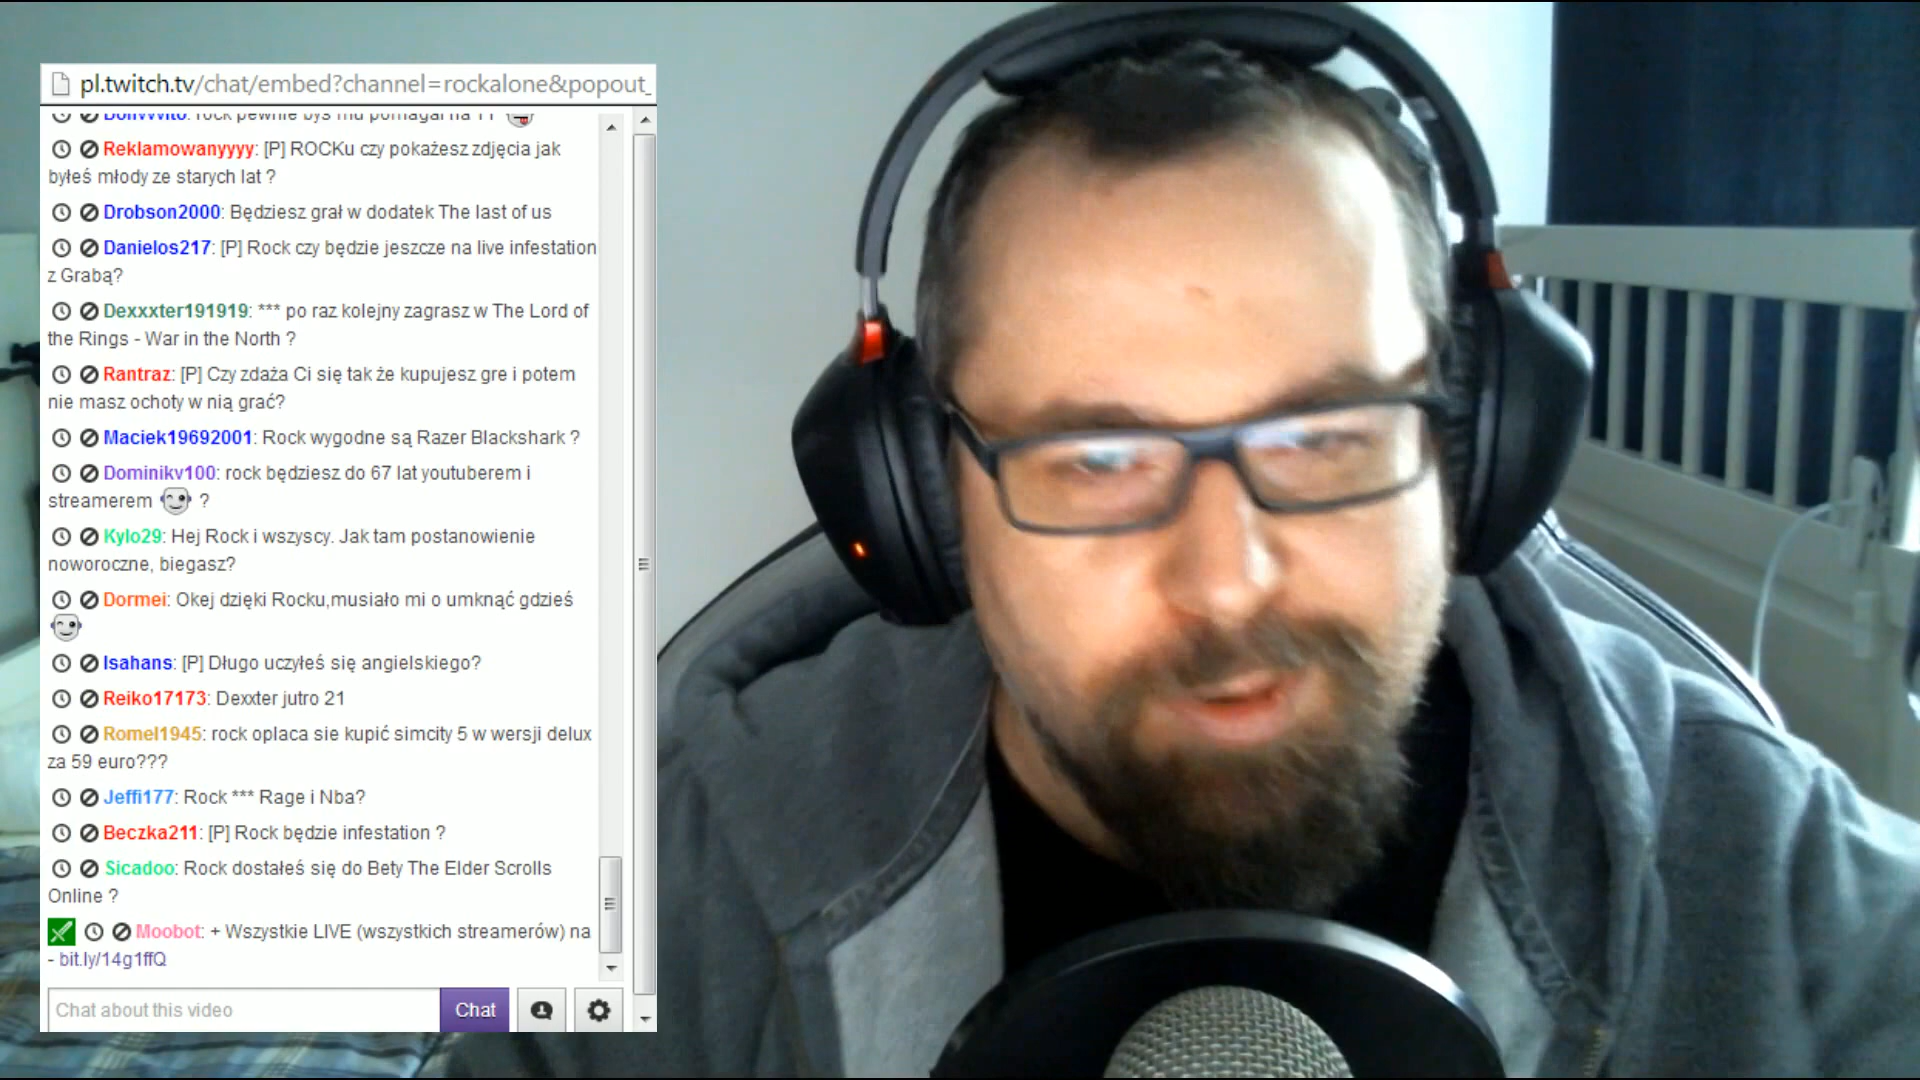 pl.twitch.tv/chat/embed?channel=rockalone&popout_
Reklamowanyyyy: [P] ROCKu czy pokażesz zdjęcia jak
byłeś młody ze starych lat ?
Drobson2000: Będziesz grał w dodatek The last of us
Danielos217: [P] Rock czy będzie jeszcze na live infestation
z Grabą?
Dexxxter191919: *** po raz kolejny zagrasz w The Lord of
the Rings - War in the North ?
Rantraz: [P] Czy zdaża Ci się tak że kupujesz gre i potem
nie masz ochoty w nią grać?
Maciek19692001: Rock wygodne są Razer Blackshark ?
Dominikv100: rock będziesz do 67 lat youtuberem i
streamerem ?
Kylo29: Hej Rock i wszyscy. Jak tam postanowienie
noworoczne, biegasz?
Dormei: Okej dzięki Rocku,musiało mi o umknąć gdzieś
Isahans: [P] Długo uczyłeś się angielskiego?
Reiko17173: Dexxter jutro 21
Romel1945: rock oplaca sie kupić simcity 5 w wersji delux
za 59 euro???
Jeffi177: Rock *** Rage i Nba?
Beczka211: [P] Rock będzie infestation ?
Sicadoo: Rock dostałeś się do Bety The Elder Scrolls
Online ?
Moobot: + Wszystkie LIVE (wszystkich streamerów) na
- bit.ly/14g1ffQ
Chat about this video
Chat